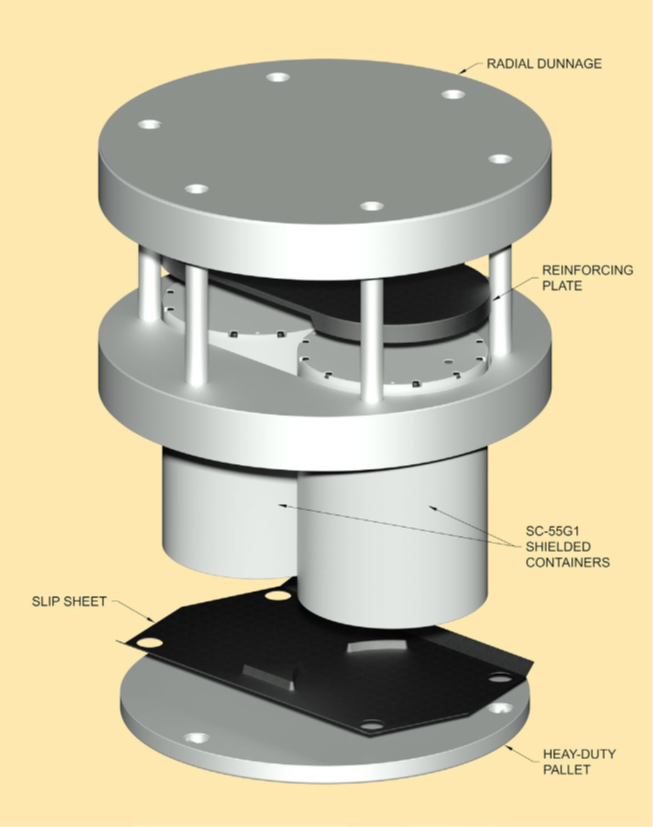 RADIAL DUNNAGE
REINFORCING
PLATE
SC-55G1
SHIELDED
CONTAINERS
SLIP SHEET
HEAY-DUTY
PALLET